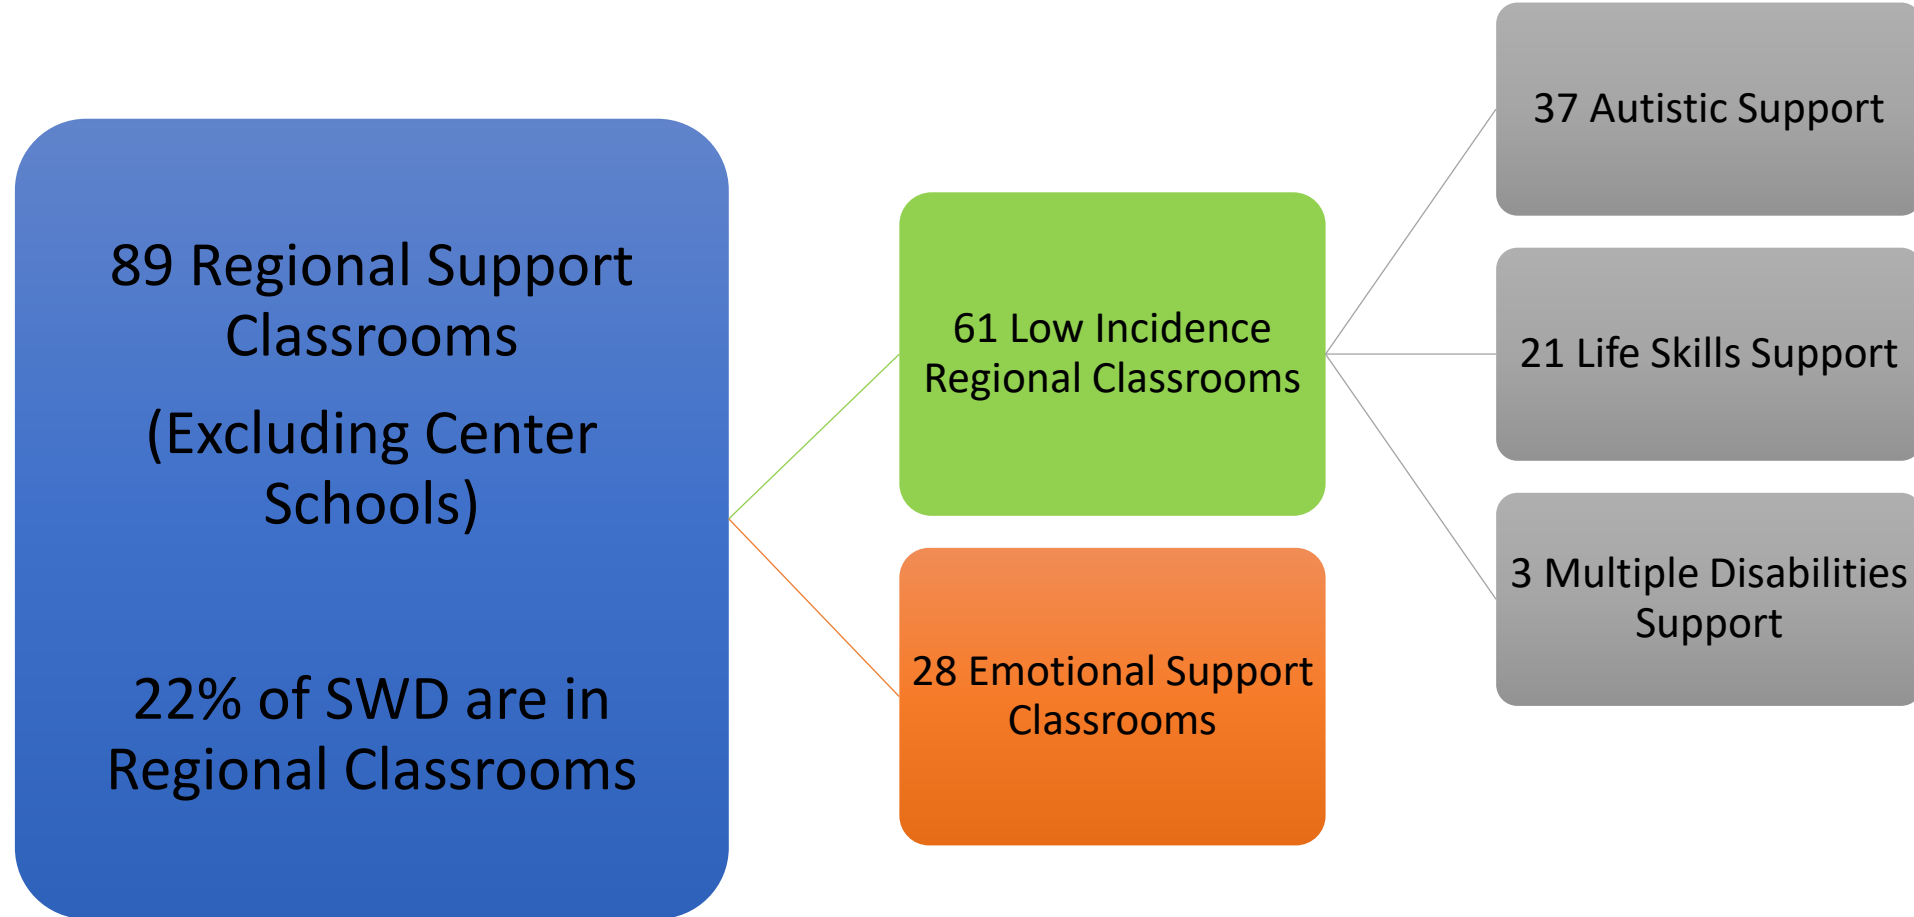 89 Regional Support
Classrooms
(Excluding Center
Schools)
22% of SWD are in
Regional Classrooms
61 Low Incidence
Regional Classrooms
28 Emotional Support
Classrooms
37 Autistic Support
21 Life Skills Support
3 Multiple Disabilities
Support